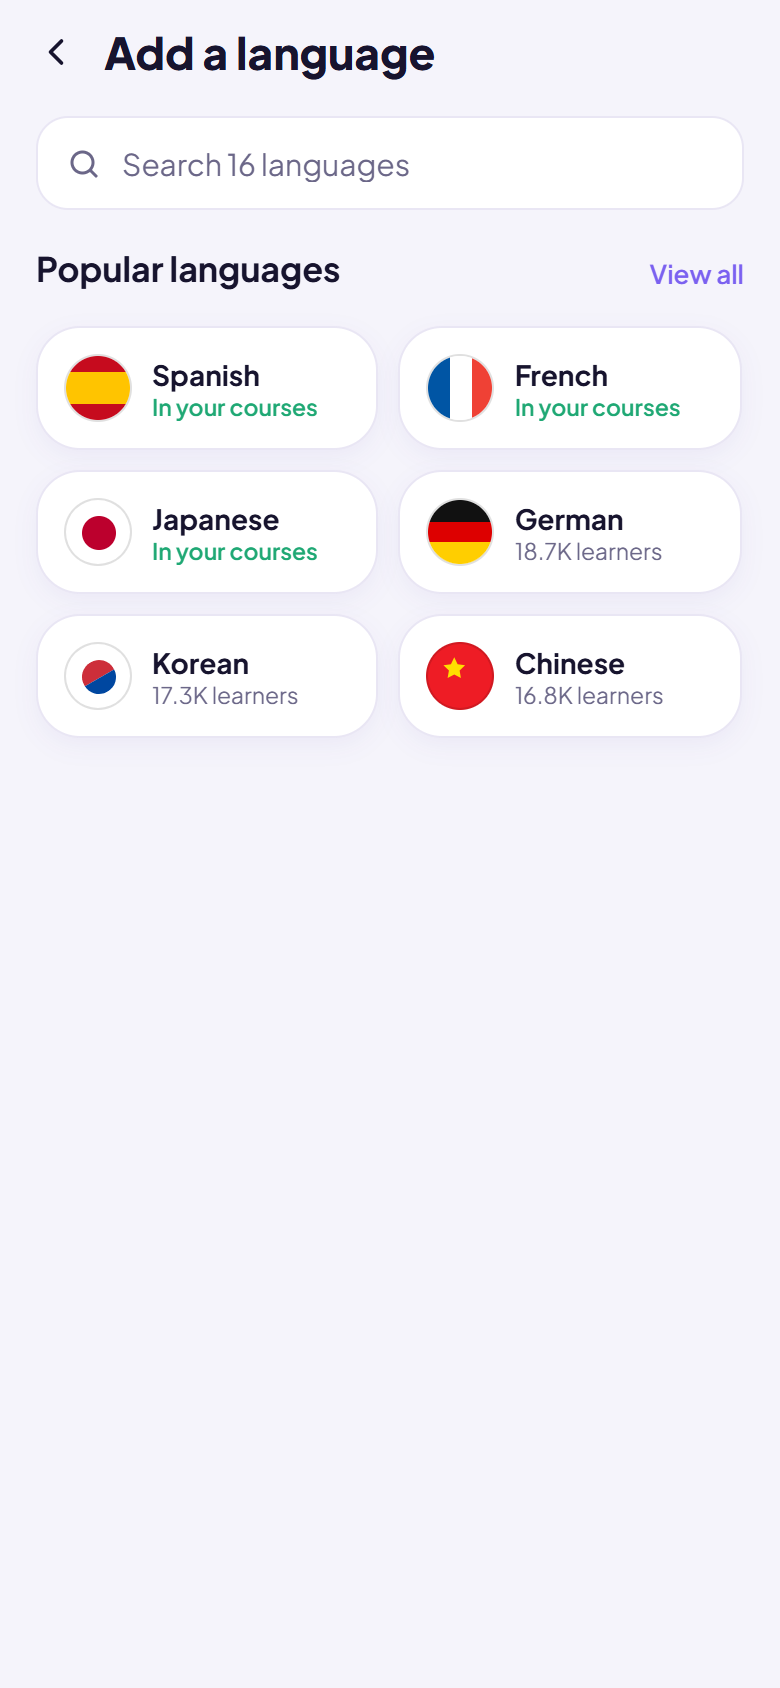 Add a language
Search 16 languages
Popular languages
View all
Spanish
In your courses
French
In your courses
Japanese
In your courses
German
18.7K learners
Korean
17.3K learners
Chinese
16.8K learners